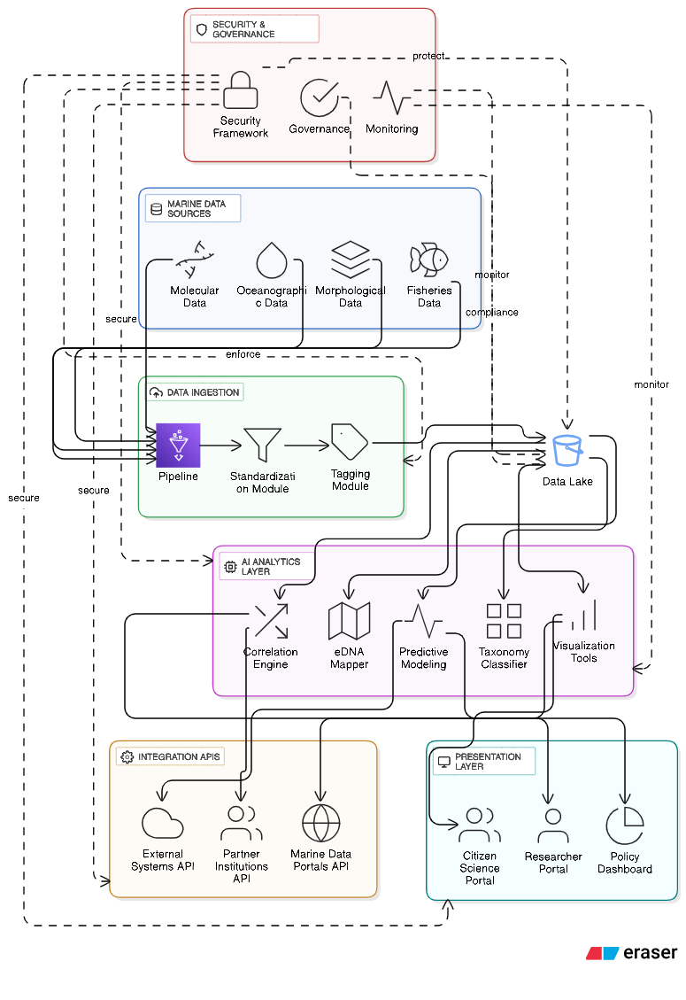 SECURITY &
GOVERNANCE
protect
Security
Framework
Governance
Monitoring
MARINE DATA
SOURCES
Molecular
Data
Oceanographi
c Data
Morphological
Data
Fisheries
Data
monitor
compliance
secure
enforce
monitor
DATA INGESTION
Pipeline
Standardizati
on Module
Tagging
Module
Data Lake
secure
secure
AI ANALYTICS
LAYER
Correlation
Engine
eDNA
Mapper
Predictive
Modeling
Taxonomy
Classifier
Visualization
Tools
INTEGRATION APIS
External
Systems API
Partner
Institutions
API
Marine Data
Portals API
PRESENTATION
LAYER
Citizen
Science
Portal
Researcher
Portal
Policy
Dashboard
eraser